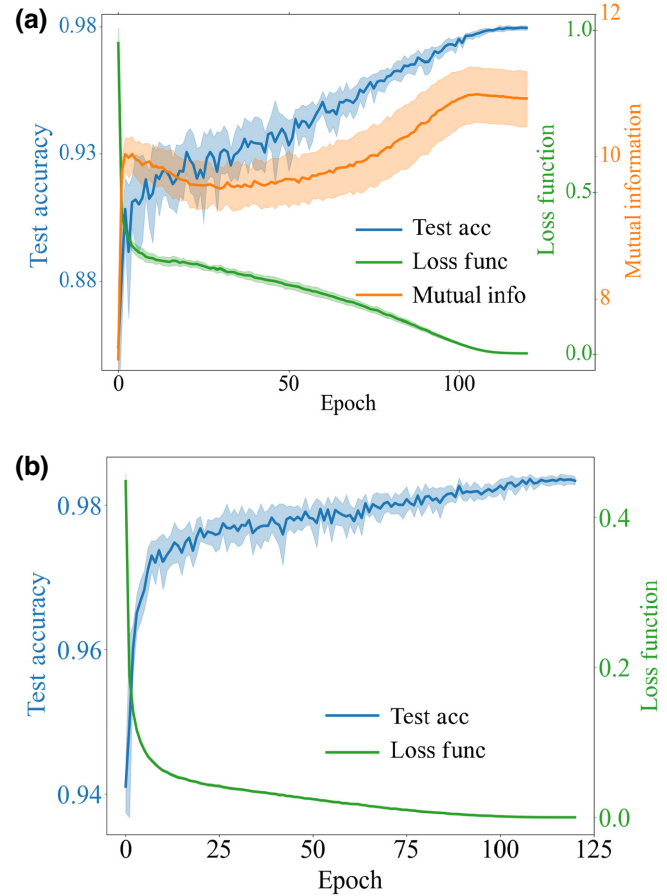 (a)
12
0.98
1.0
10
0.93
0.5
Test accuracy
Loss function
Mutual information
Test acc
Loss func
Mutual info
0.88
8
0.0
0
50
100
Epoch
(b)
0.98
0.4
Test accuracy
Loss function
0.96
0.2
Test acc
Loss func
0.94
0.0
0
25
50
75
100
125
Epoch